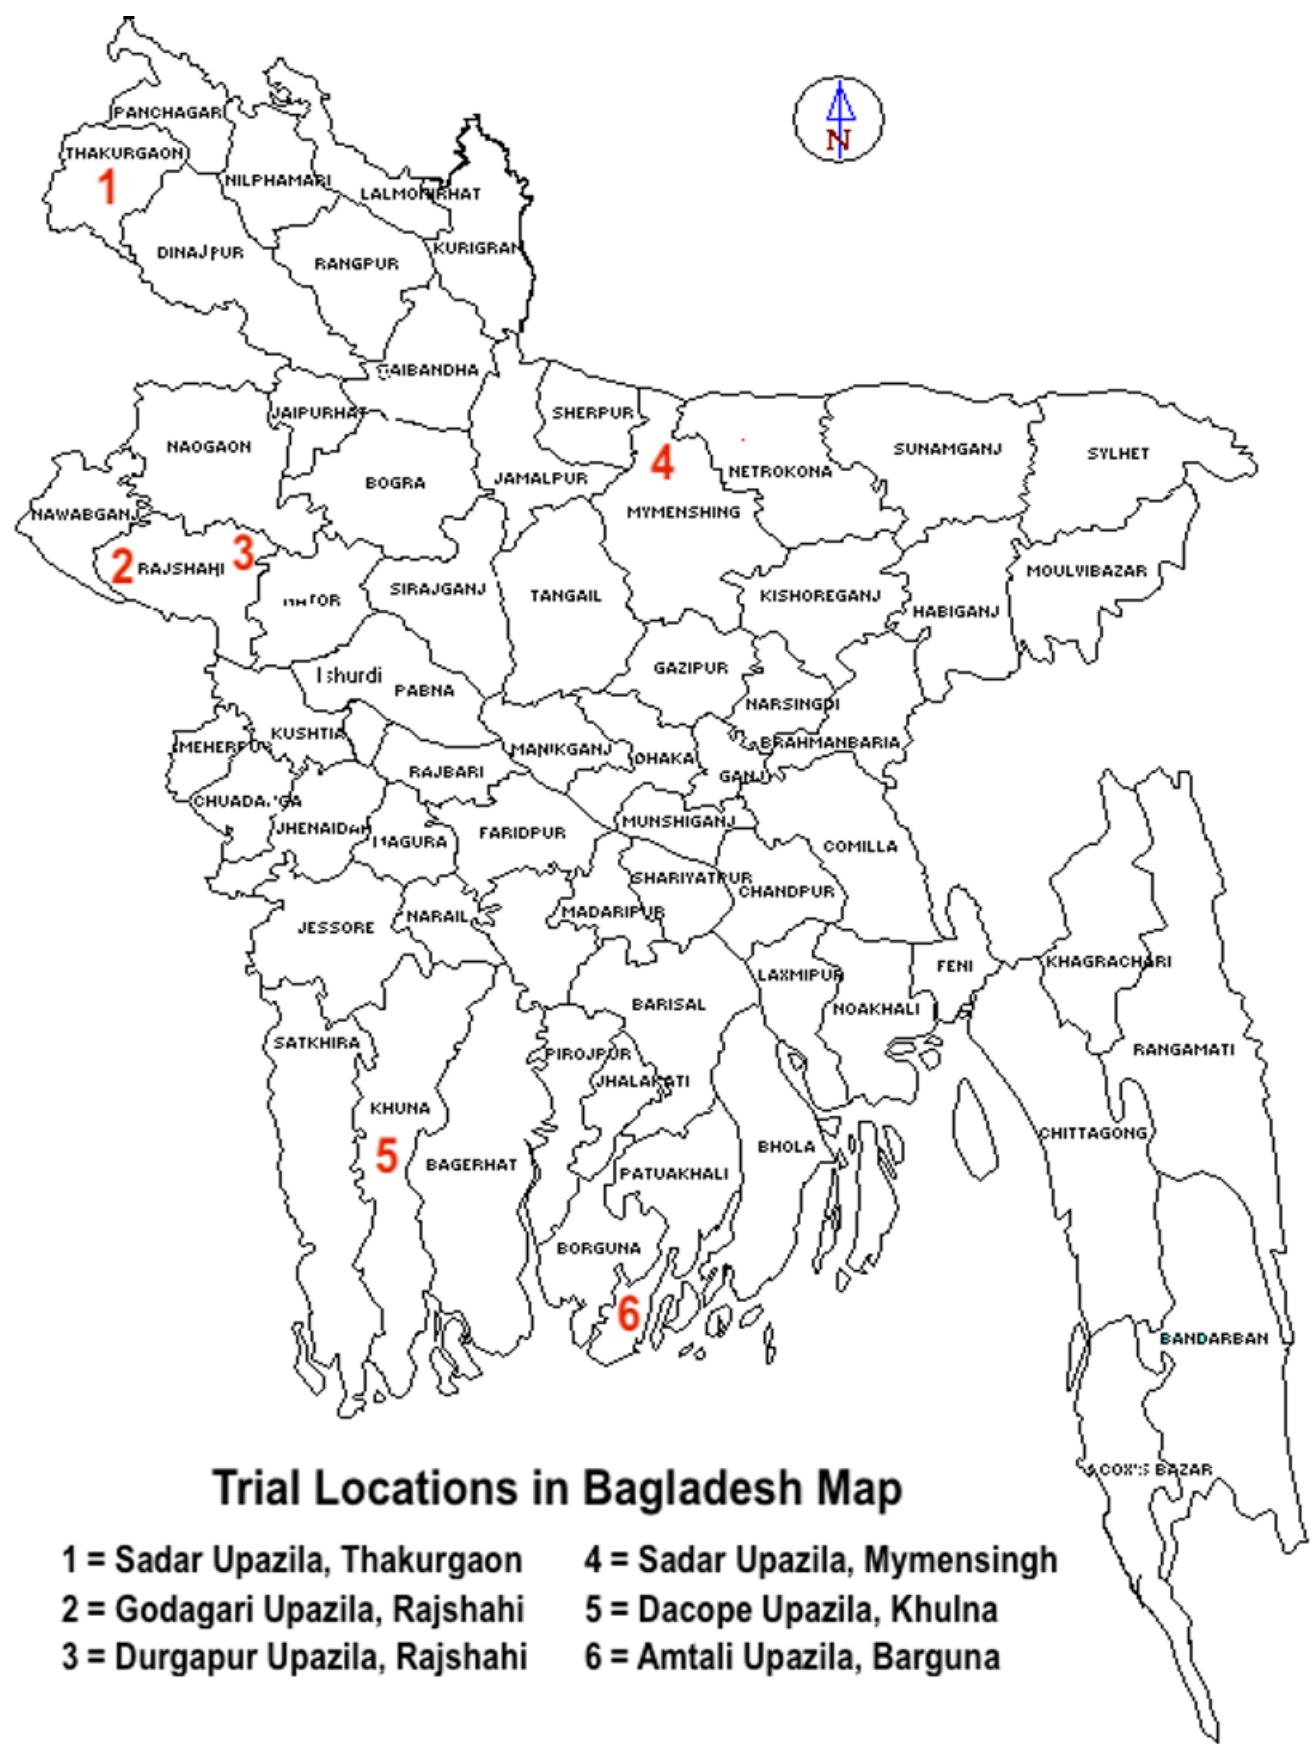 N
PANCHAGAR
THAKURGAON
1
NILPHAMARI
LALMONIRHAT
DINAJPUR
RANGPUR
KURIGRAN
GAIBANDHA
JAIPURHAT
SHERPUR
NAOGAON
BOGRA
JAMALPUR
4
NETROKONA
SUNAMGANJ
SYLHET
NAWABGANJ
MYMENSHING
2
RAJSHAHI
3
SIRAJGANJ
TANGAIL
KISHOREGANJ
HABIGANJ
MOULVIBAZAR
Ishurdi
PABNA
GAZIPUR
NARSINGDI
MEHERPUR
KUSHTIA
MANIKGANJ
DHAKA
BRAHMANBARIA
RAJBARI
GANJ
JHENAIDAH
MAGURA
FARIDPUR
MUNSHIGANJ
COMILLA
SHARIYATPUR
CHANDPUR
JESSORE
NARAIL
MADARIPUR
LAXMIPUR
FENI
KHAGRACHARI
BARISAL
NOAKHALI
SATKHIRA
PIROJPUR
JHALAKATI
RANGAMATI
KHUNA
5
BAGERHAT
PATUAKHALI
BHOLA
CHITTAGONG
BORGUNA
6
BANDARBAN
COX'S BAZAR
Trial Locations in Bagladesh Map
1 = Sadar Upazila, Thakurgaon
2 = Godagari Upazila, Rajshahi
3 = Durgapur Upazila, Rajshahi
4 = Sadar Upazila, Mymensingh
5 = Dacope Upazila, Khulna
6 = Amtali Upazila, Barguna